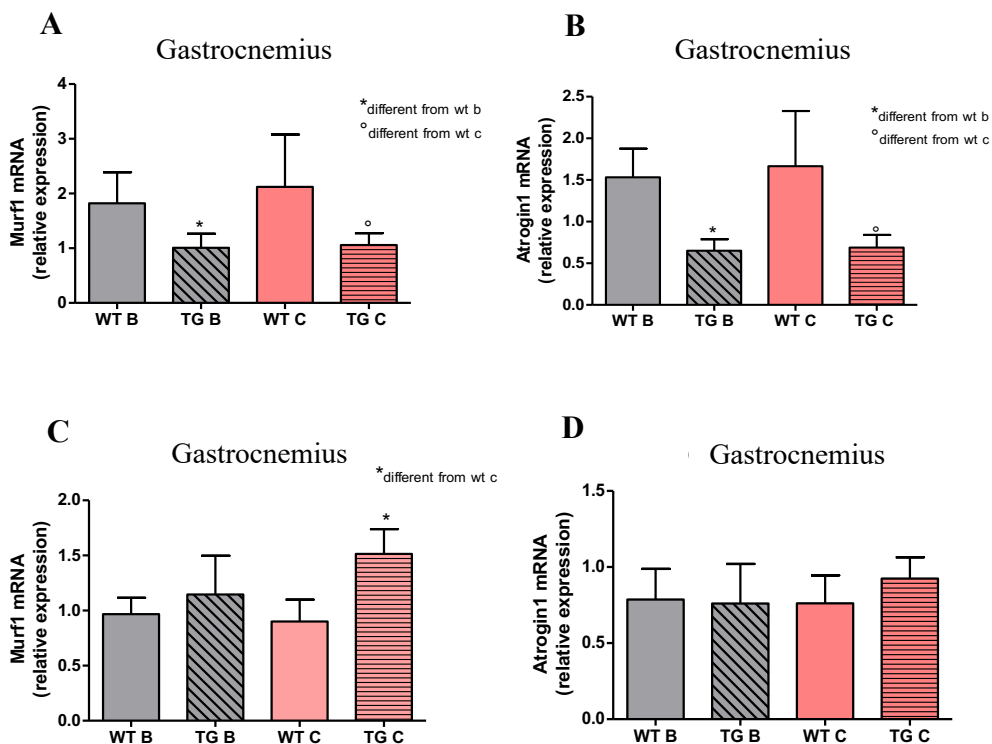 A
Gastrocnemius
Murf1 mRNA
(relative expression)
4
3
2
1
0
*different from wt b
°different from wt c
*
°
WT B TG B WT C TG C
B
Gastrocnemius
Atrogin1 mRNA
(relative expression)
2.5
2.0
1.5
1.0
0.5
0.0
*different from wt b
°different from wt c
*
°
WT B TG B WT C TG C
C
Gastrocnemius
*different from wt c
Murf1 mRNA
(relative expression)
2.0
1.5
1.0
0.5
0.0
*
WT B TG B WT C TG C
D
Gastrocnemius
Atrogin1 mRNA
(relative expression)
1.5
1.0
0.5
0.0
WT B TG B WT C TG C